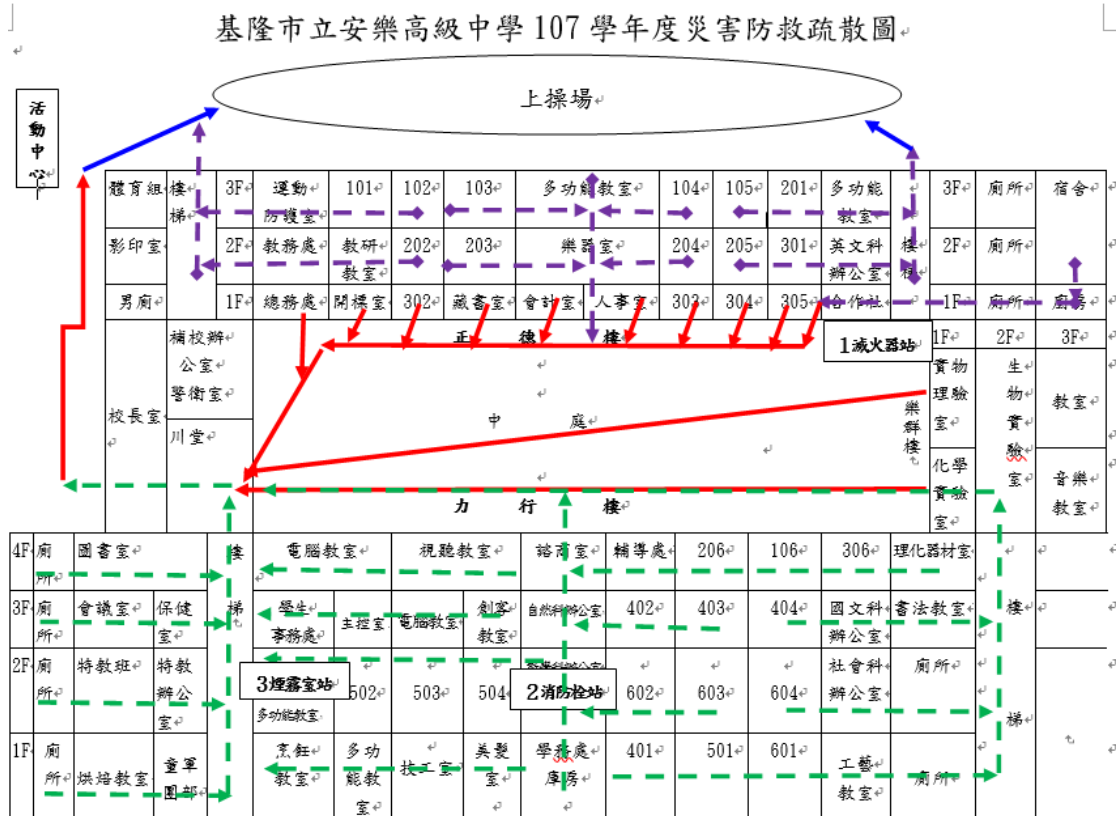 基隆市立安樂高級中學 107 學年度災害防救疏散圖
上操場
活動中心
體育組 樓梯 3F 運動防護室 101 102 103 多功能教室 104 105 201 多功能教室 樓梯 3F 廁所 宿舍
影印室 2F 教務處 教研教室 202 203 樂器室 204 205 301 英文科辦公室 2F 廁所
男廁 1F 總務處 開標室 302 藏書室 會計室 人事室 303 304 305 合作社 1F 廁所 廚房
補校辦公室 警衛室
正德樓
1滅火器站
1F 2F 3F
校長室
川堂
中庭
樂群樓
資物理驗室 生物實驗室 教室
化學實驗室 音樂教室
力行樓
4F 廁所 圖書室 樓梯 電腦教室 視聽教室 諮商室 輔導處 206 106 306 理化器材室
3F 廁所 會議室 保健室 學生事務處 主控室 電腦教室 創客教室 自然科辦公室 402 403 404 國文科辦公室 書法教室 樓梯
2F 廁所 特教班 特教辦公室 3煙霧室站 502 503 504 2消防栓站 602 603 604 社會科辦公室 廁所
多功能教室
1F 廁所 烘焙教室 童軍團部 烹飪教室 多功能教室 技工室 美髮室 學務處庫房 401 501 601 工藝教室 廁所